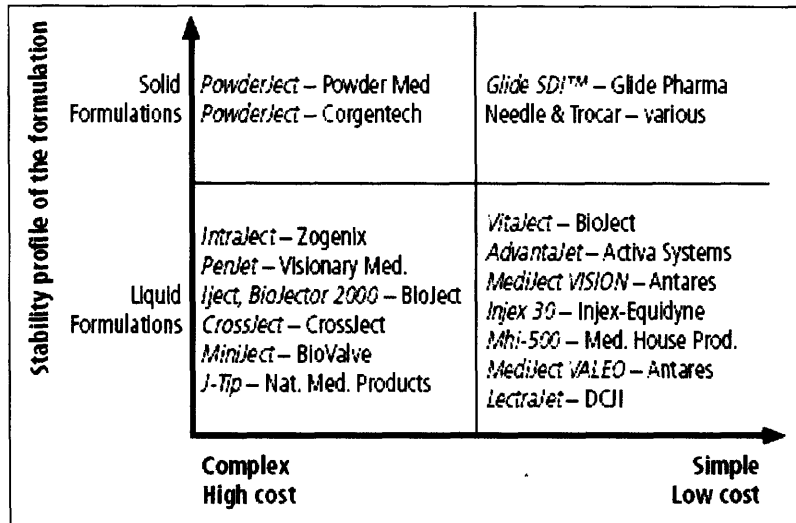 Stability profile of the formulation
Solid
Formulations
PowderJect – Powder Med
PowderJect – Corgentech
Glide SDI™ – Glide Pharma
Needle & Trocar – various
Liquid
Formulations
IntraJect – Zogenix
PenJet – Visionary Med.
Iject, BioJector 2000 – BioJect
CrossJect – CrossJect
MiniJect – BioValve
J-Tip – Nat. Med. Products
VitaJect – BioJect
AdvantaJet – Activa Systems
MediJect VISION – Antares
Injex 30 – Injex-Equidyne
Mhi-500 – Med. House Prod.
MediJect VALEO – Antares
LectraJet – DCJI
Complex
High cost
Simple
Low cost